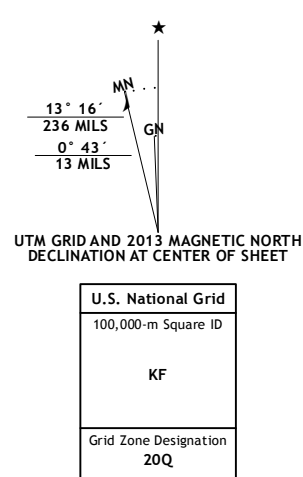 ★
MN
13° 16´
236 MILS
GN
0° 43´
13 MILS
UTM GRID AND 2013 MAGNETIC NORTH
DECLINATION AT CENTER OF SHEET
U.S. National Grid
100,000-m Square ID
KF
Grid Zone Designation
20Q